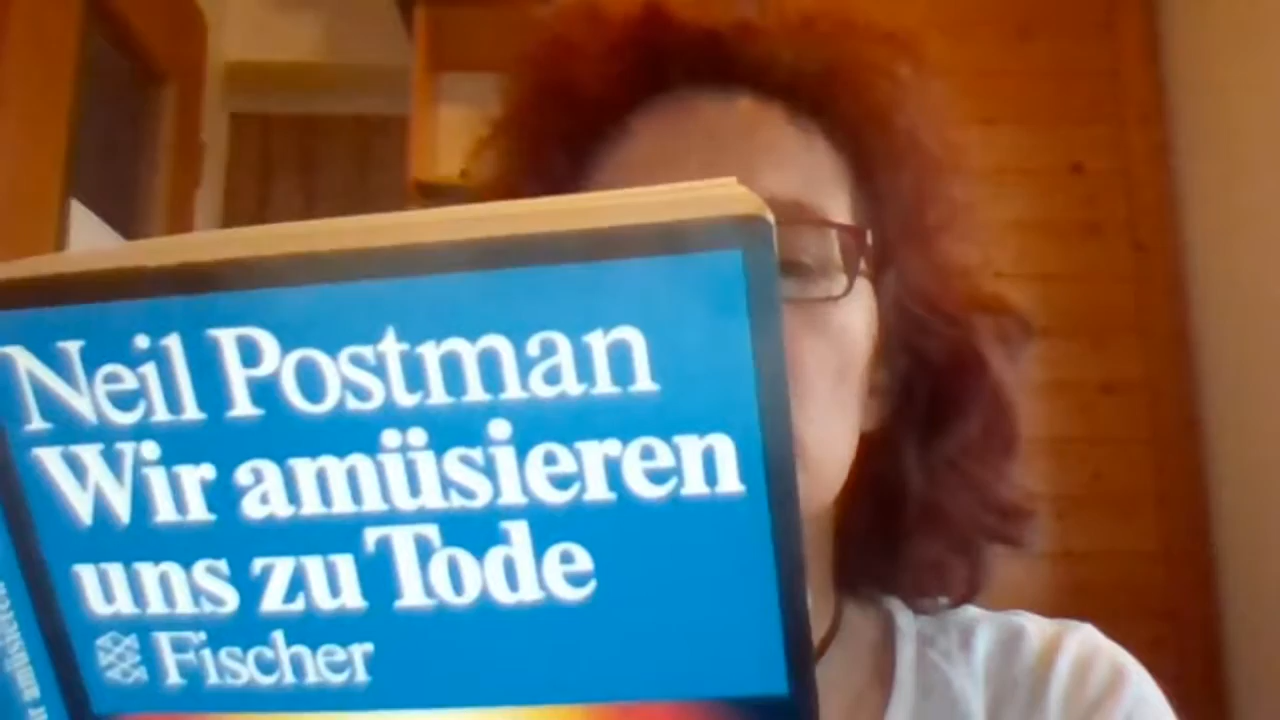 Neil Postman
Wir amüsieren
uns zu Tode
Fischer